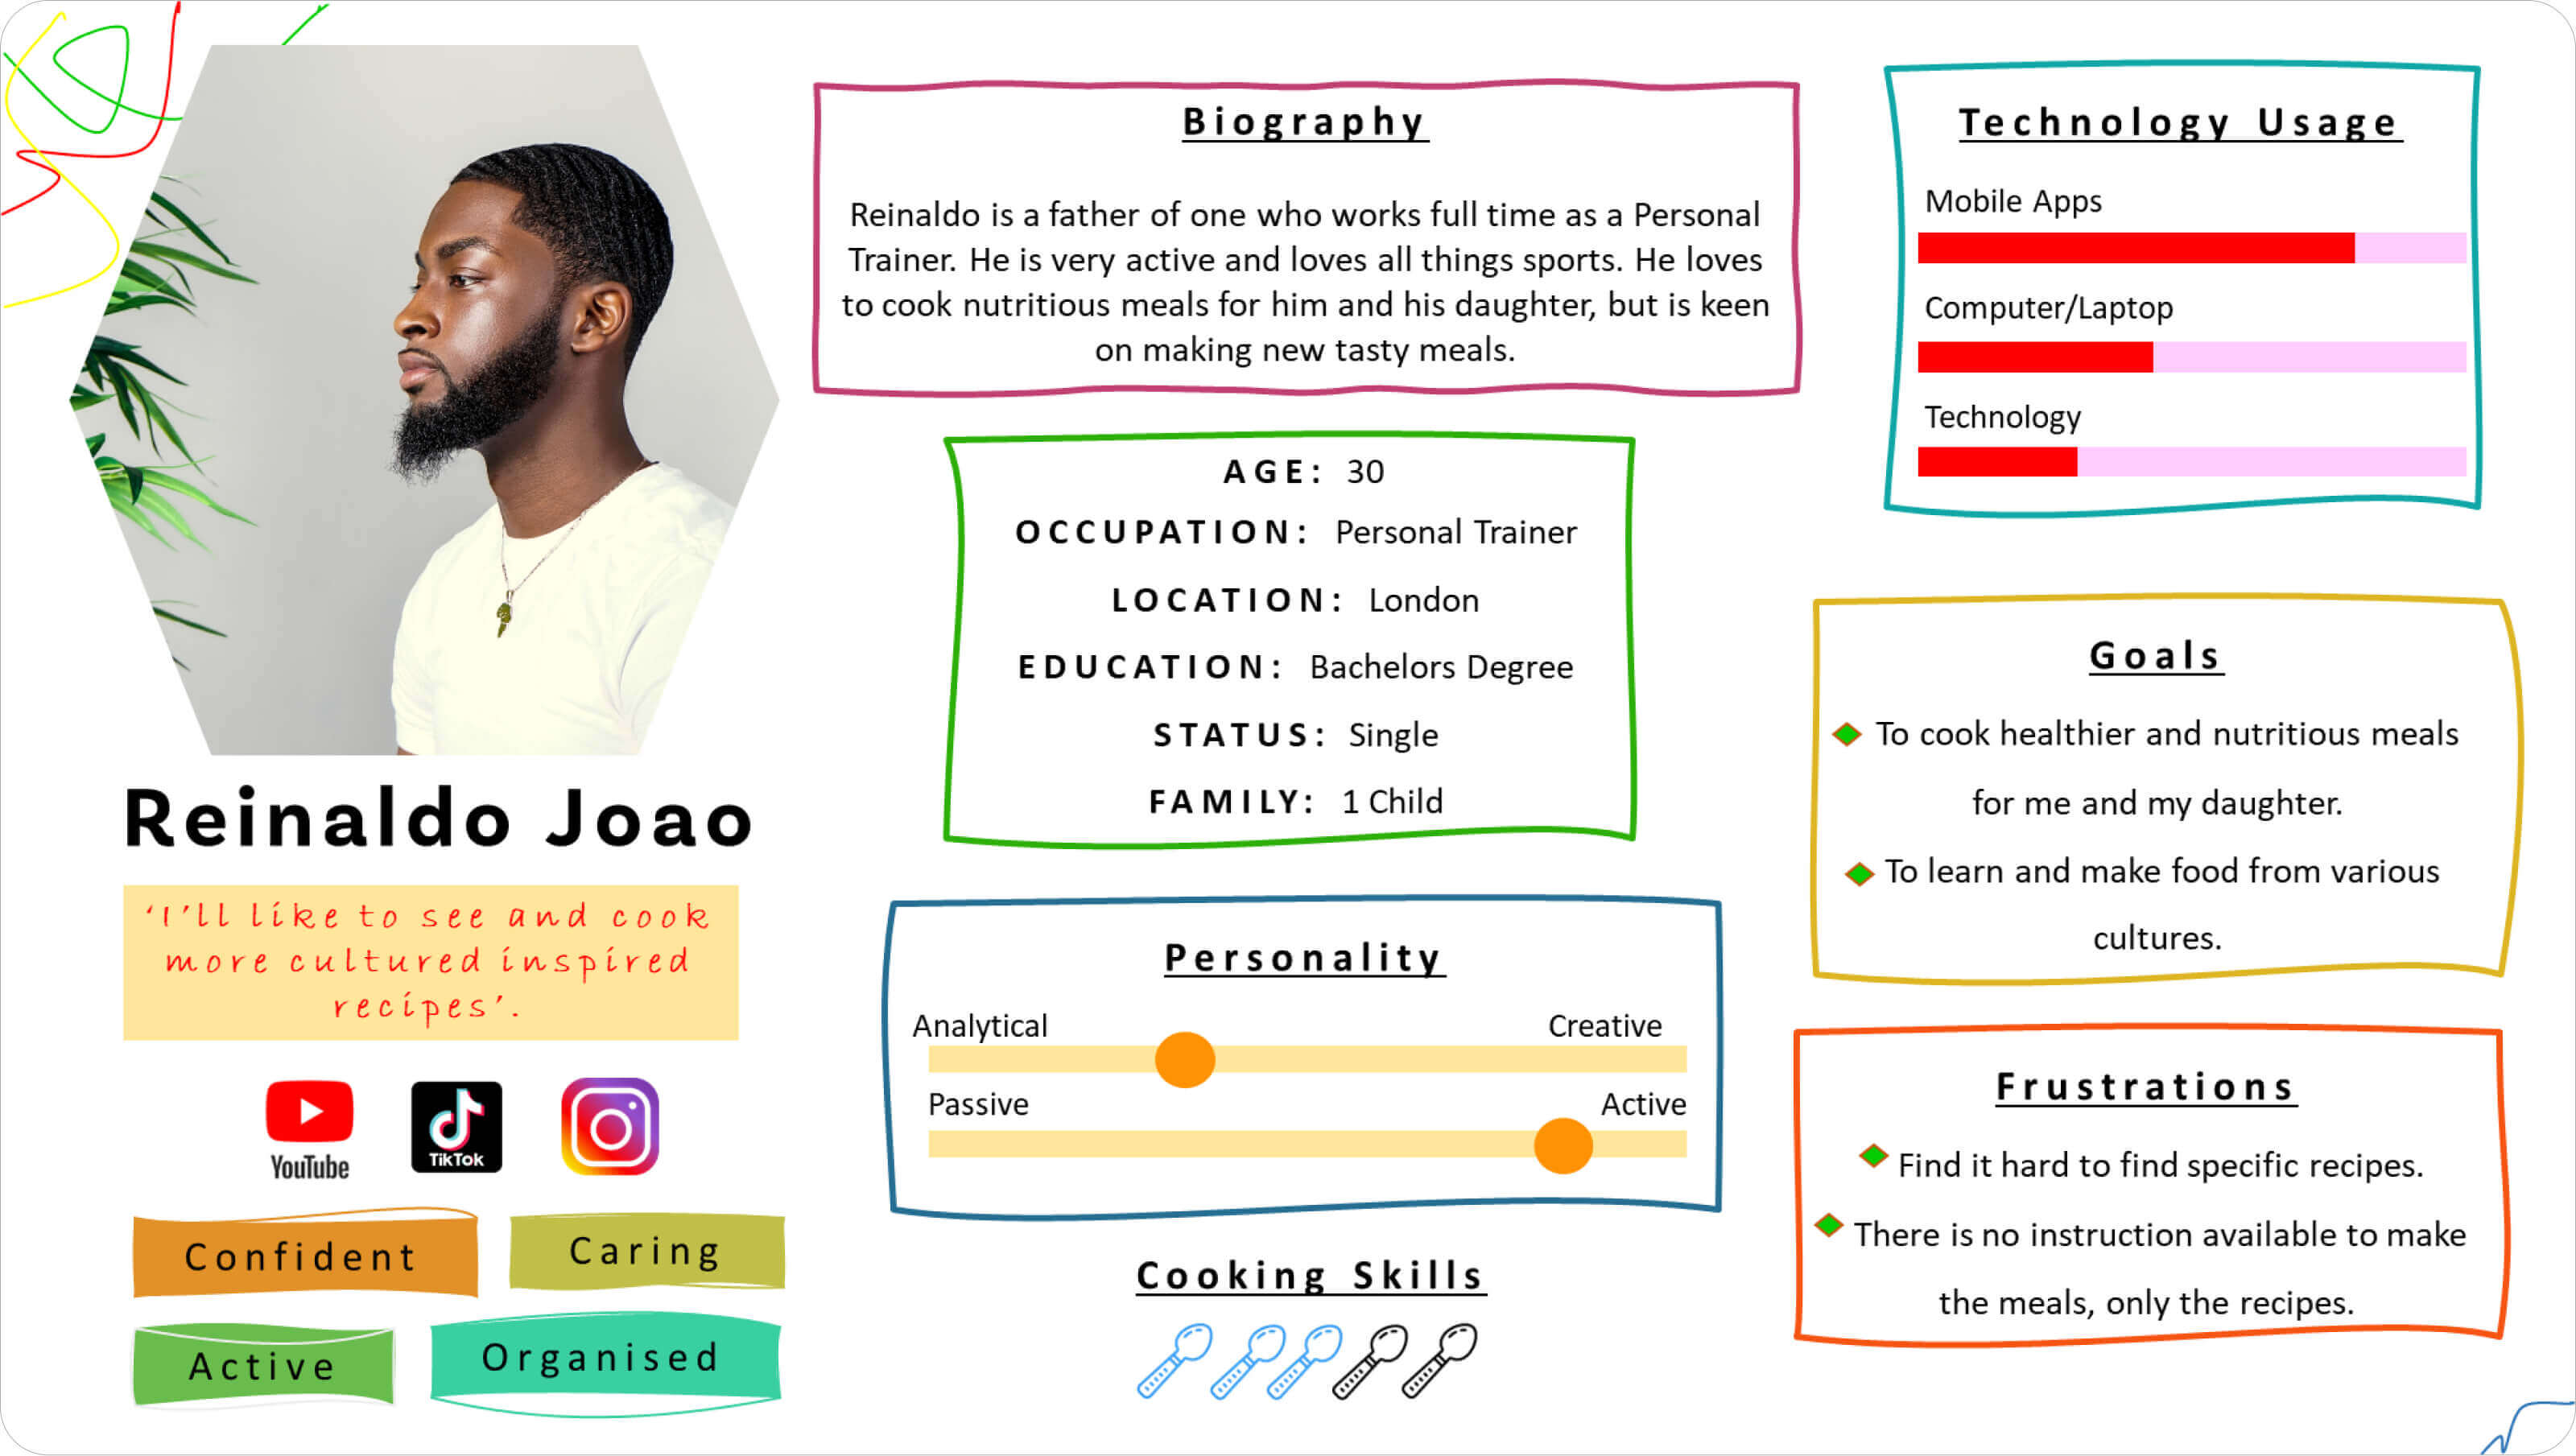 Reinaldo Joao
‘I’ll like to see and cook
more cultured inspired
recipes’.
YouTube
TikTok
Confident
Caring
Active
Organised
Biography
Reinaldo is a father of one who works full time as a Personal
Trainer. He is very active and loves all things sports. He loves
to cook nutritious meals for him and his daughter, but is keen
on making new tasty meals.
AGE: 30
OCCUPATION: Personal Trainer
LOCATION: London
EDUCATION: Bachelors Degree
STATUS: Single
FAMILY: 1 Child
Personality
Analytical Creative
Passive Active
Cooking Skills
Technology Usage
Mobile Apps
Computer/Laptop
Technology
Goals
To cook healthier and nutritious meals
for me and my daughter.
To learn and make food from various
cultures.
Frustrations
Find it hard to find specific recipes.
There is no instruction available to make
the meals, only the recipes.